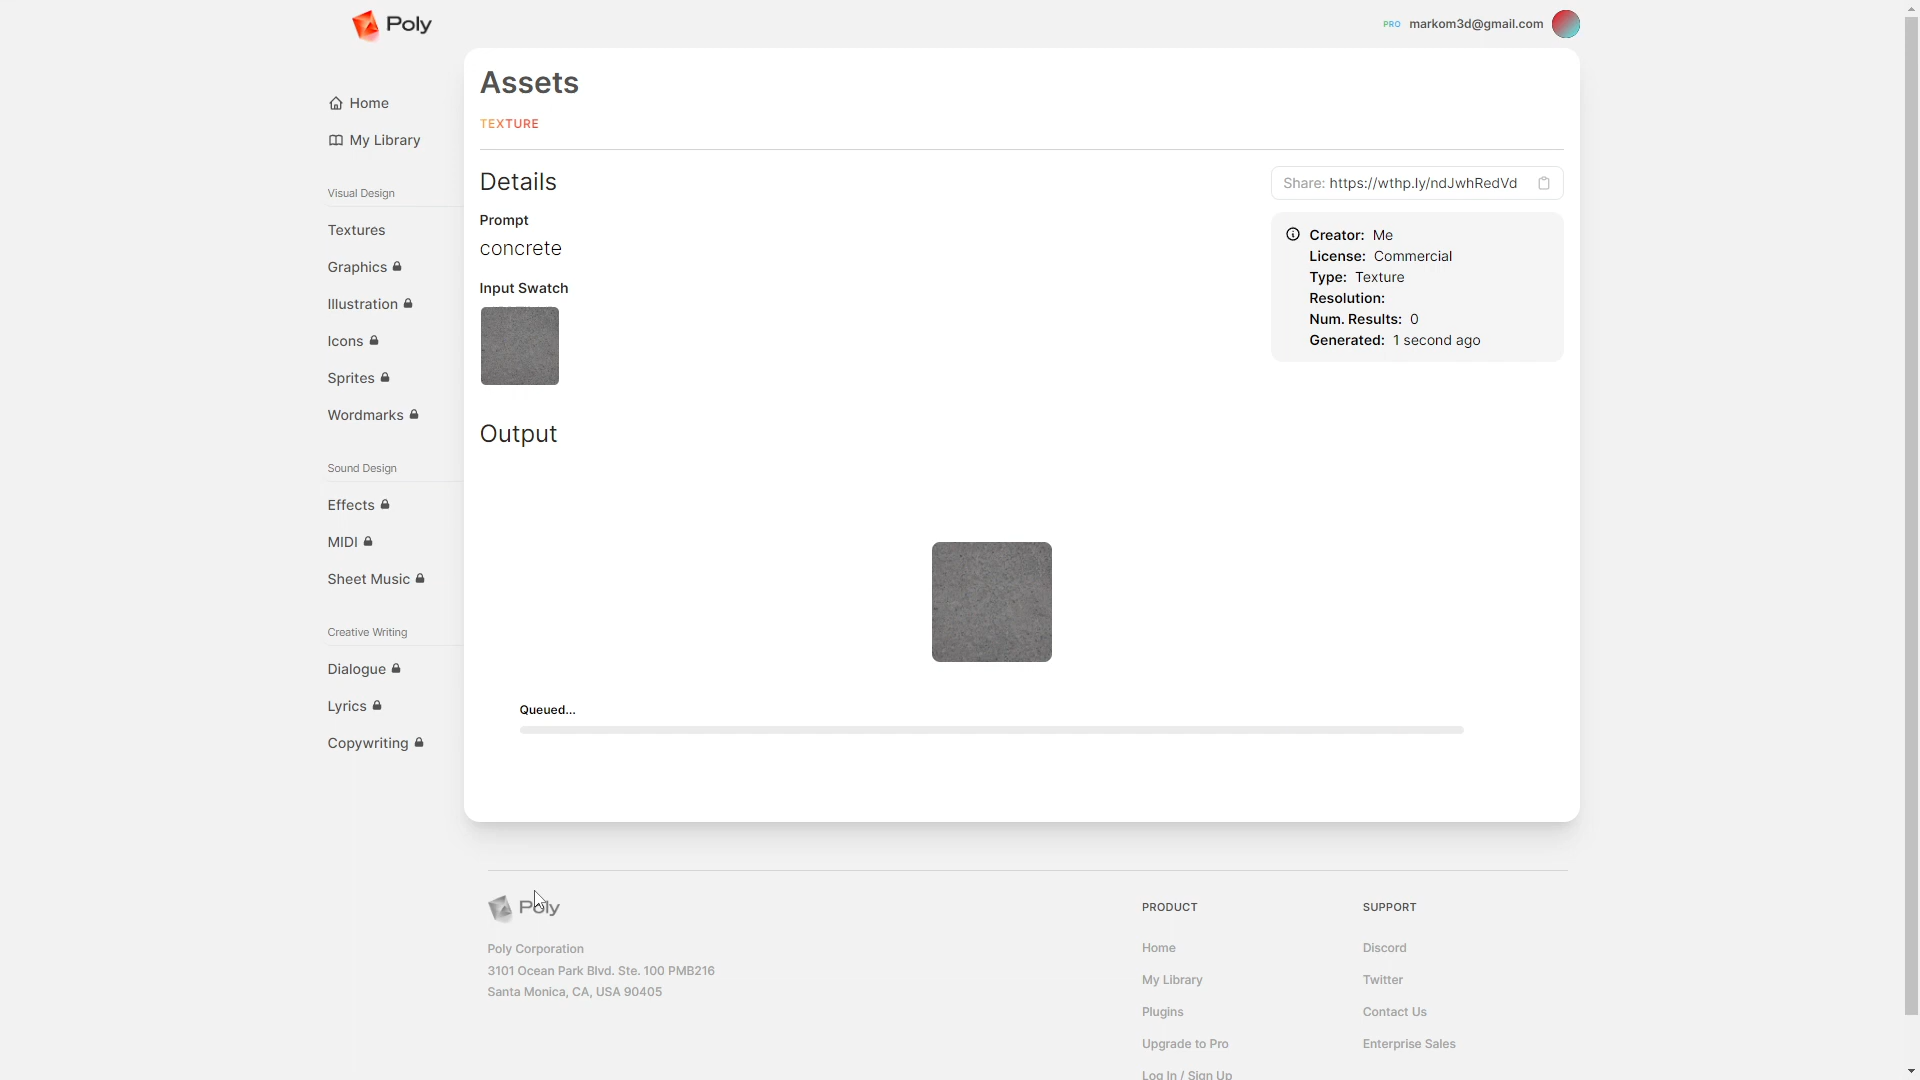 Poly
PRO markom3d@gmail.com
Home
My Library
Visual Design
Textures
Graphics
Illustration
Icons
Sprites
Wordmarks
Sound Design
Effects
MIDI
Sheet Music
Creative Writing
Dialogue
Lyrics
Copywriting
Assets
TEXTURE
Details
Prompt
concrete
Input Swatch
Share: https://wthp.ly/ndJwhRedVd
Creator: Me
License: Commercial
Type: Texture
Resolution:
Num. Results: 0
Generated: 1 second ago
Output
Queued...
Poly
Poly Corporation
3101 Ocean Park Blvd. Ste. 100 PMB216
Santa Monica, CA, USA 90405
PRODUCT
Home
My Library
Plugins
Upgrade to Pro
Log In / Sign Up
SUPPORT
Discord
Twitter
Contact Us
Enterprise Sales